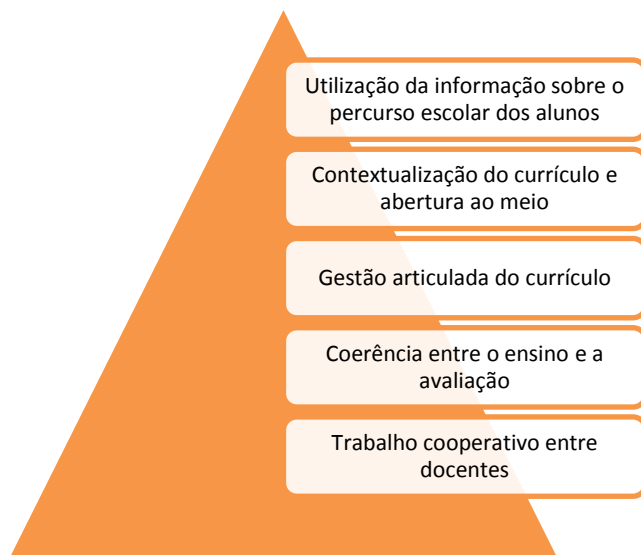 Utilização da informação sobre o
percurso escolar dos alunos
Contextualização do currículo e
abertura ao meio
Gestão articulada do currículo
Coerência entre o ensino e a
avaliação
Trabalho cooperativo entre
docentes